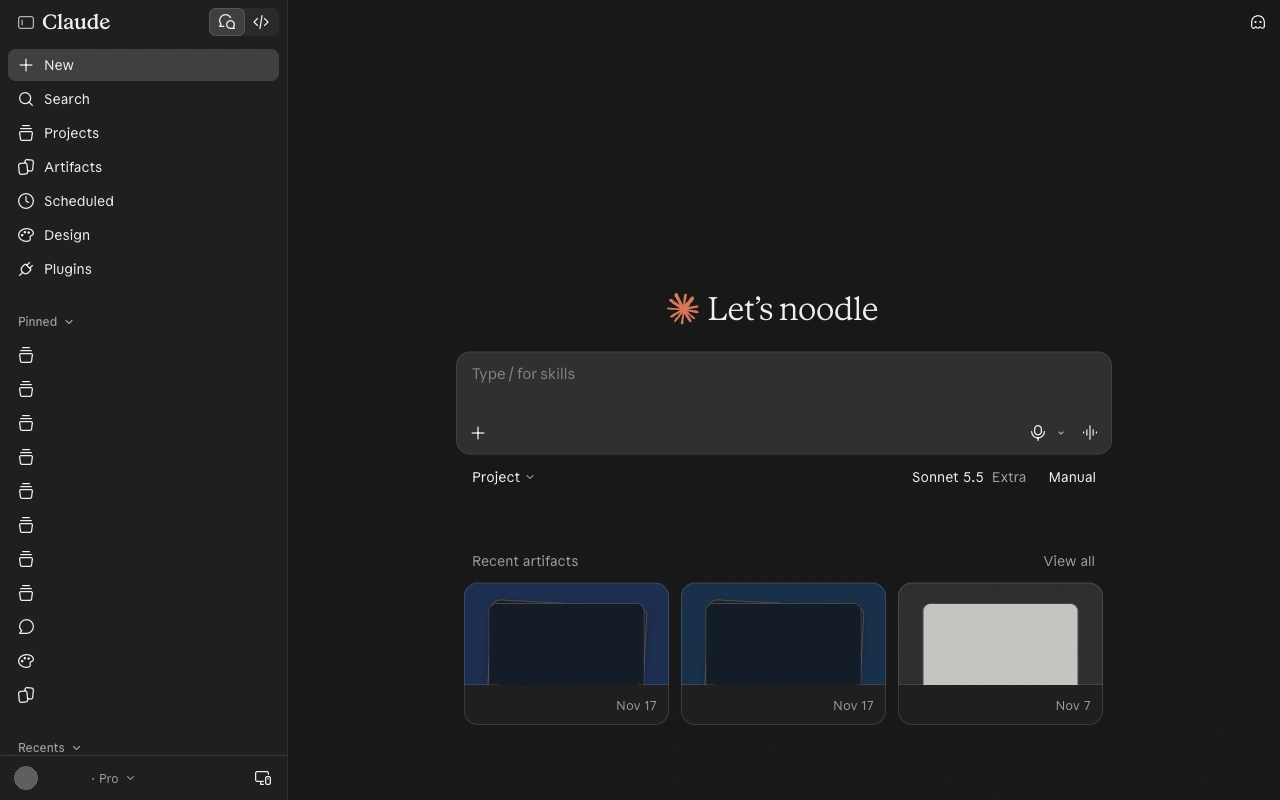 Claude
New
Search
Projects
Artifacts
Scheduled
Design
Plugins
Pinned
Recents
· Pro
Let's noodle
Type / for skills
Project
Sonnet 5.5 Extra Manual
Recent artifacts View all
Nov 17 Nov 17 Nov 7